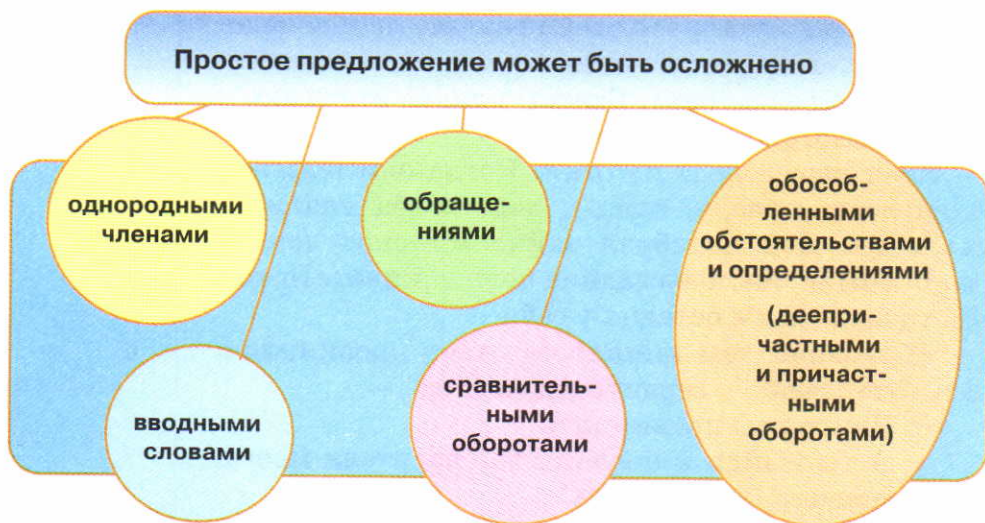 Простое предложение может быть осложнено
однородными
членами
обраще-
ниями
обособ-
ленными
обстоятельствами
и определениями
(деепри-
частными
и причаст-
ными
оборотами)
вводными
словами
сравнитель-
ными
оборотами